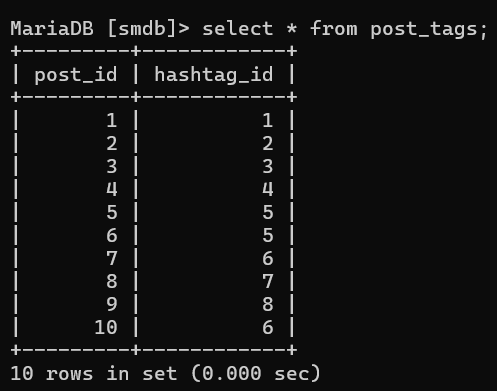 MariaDB [smdb]> select * from post_tags;
+---------+------------+
| post_id | hashtag_id |
+---------+------------+
|       1 |          1 |
|       2 |          2 |
|       3 |          3 |
|       4 |          4 |
|       5 |          5 |
|       6 |          5 |
|       7 |          6 |
|       8 |          7 |
|       9 |          8 |
|      10 |          6 |
+---------+------------+
10 rows in set (0.000 sec)